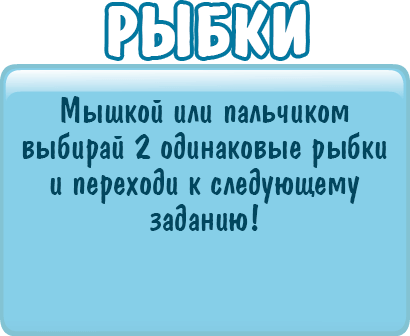 РЫБКИ
Мышкой или пальчиком
выбирай 2 одинаковые рыбки
и переходи к следующему
заданию!